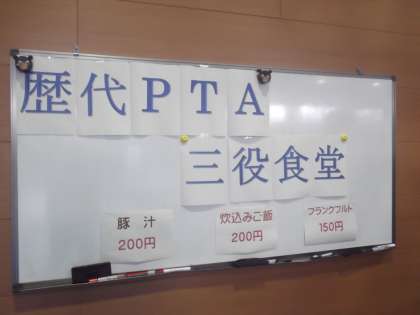 歴代PTA
三役食堂
豚汁
200円
炊込みご飯
200円
フランクフルト
150円